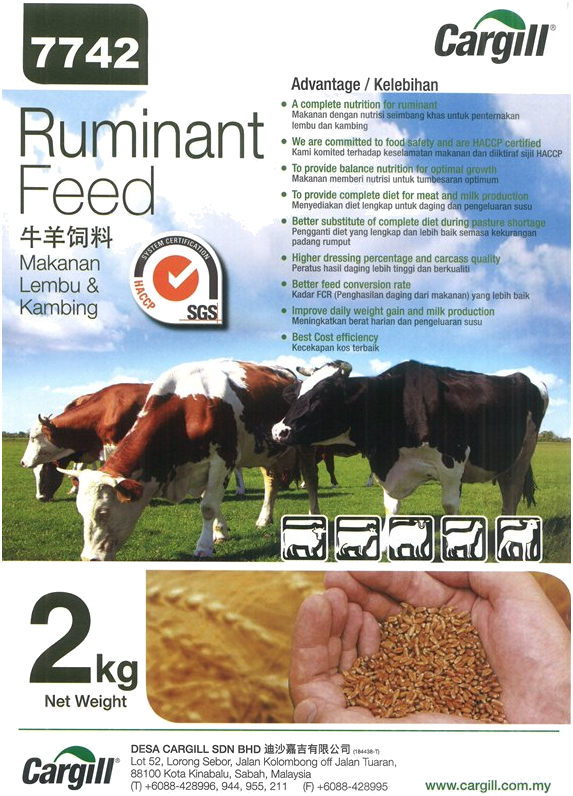 7742
Cargill®
Ruminant
Feed
牛羊饲料
Makanan
Lembu &
Kambing
SYSTEM CERTIFICATION
HACCP
SGS
Advantage / Kelebihan
• A complete nutrition for ruminant
Makanan dengan nutrisi seimbang khas untuk penternakan
lembu dan kambing
• We are committed to food safety and are HACCP certified
Kami komited terhadap keselamatan makanan dan diiktiraf sijil HACCP
• To provide balance nutrition for optimal growth
Makanan memberi nutrisi untuk tumbesaran optimum
• To provide complete diet for meat and milk production
Menyediakan diet lengkap untuk daging dan pengeluaran susu
• Better substitute of complete diet during pasture shortage
Pengganti diet yang lengkap dan lebih baik semasa kekurangan
padang rumput
• Higher dressing percentage and carcass quality
Peratus hasil daging lebih tinggi dan berkualiti
• Better feed conversion rate
Kadar FCR (Penghasilan daging dari makanan) yang lebih baik
• Improve daily weight gain and milk production
Meningkatkan berat harian dan pengeluaran susu
• Best Cost efficiency
Kecekapan kos terbaik
2kg
Net Weight
Cargill®
DESA CARGILL SDN BHD 迪沙嘉吉有限公司 (184438-T)
Lot 52, Lorong Sebor, Jalan Kolombong off Jalan Tuaran,
88100 Kota Kinabalu, Sabah, Malaysia
(T) +6088-428996, 944, 955, 211 (F) +6088-428995
www.cargill.com.my